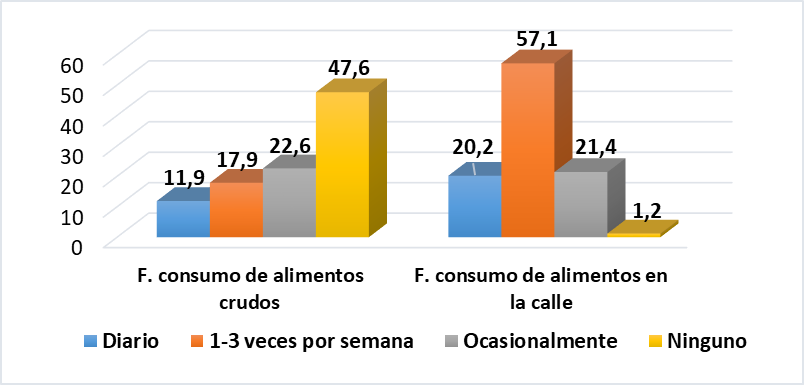 57,1
60
50
40
30
20
10
0
47,6
22,6
17,9
11,9
20,2
21,4
1,2
F. consumo de alimentos
crudos
F. consumo de alimentos en
la calle
Diario
1-3 veces por semana
Ocasionalmente
Ninguno